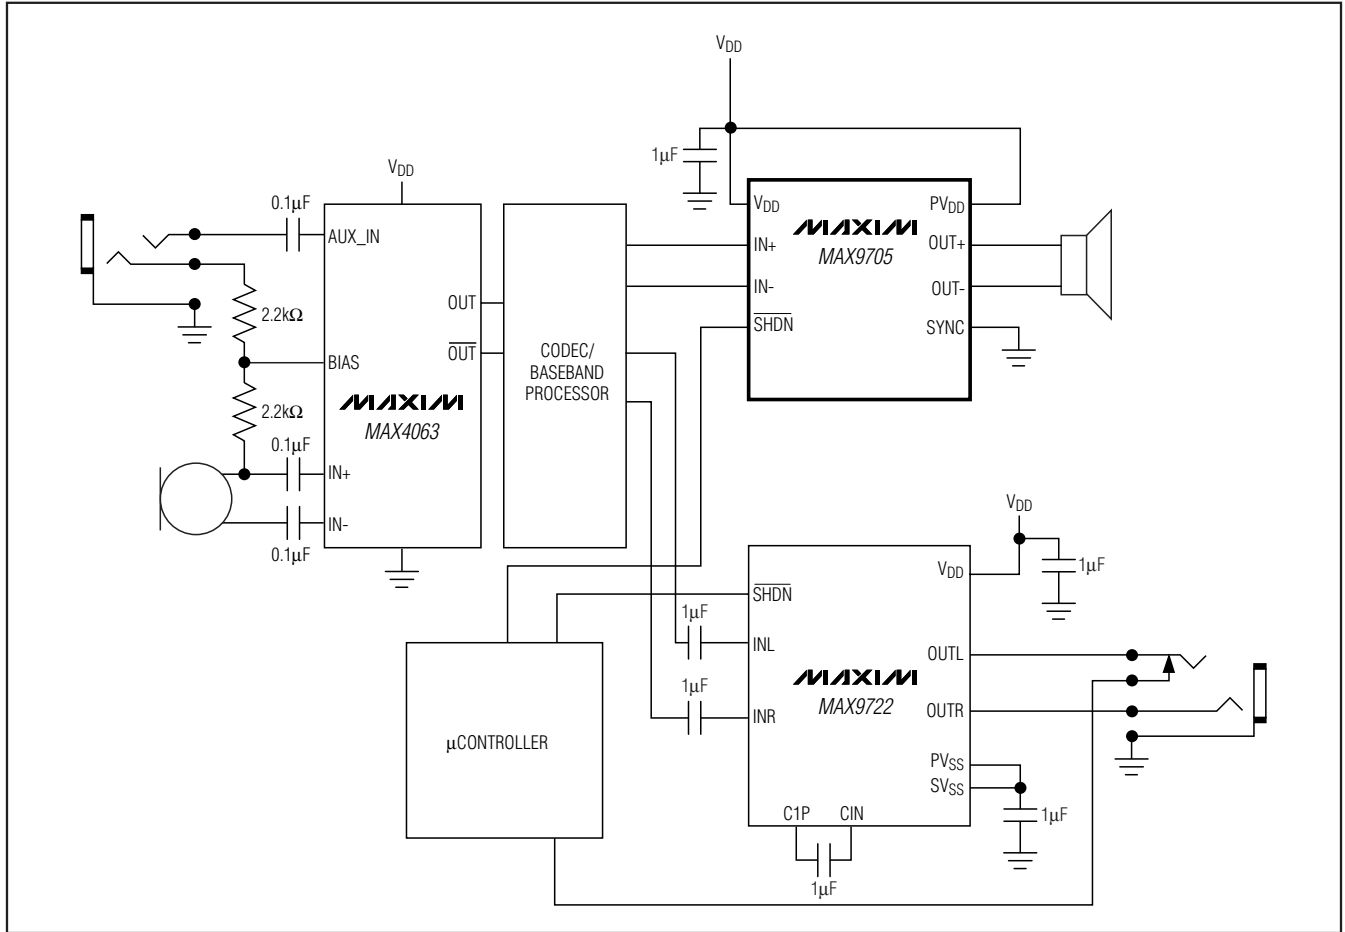 VDD
1µF
VDD
PVDD
MAXIM
MAX9705
IN+
OUT+
IN-
OUT-
SHDN
SYNC
VDD
0.1µF
AUX_IN
2.2kΩ
OUT
OUT
BIAS
MAXIM
MAX4063
2.2kΩ
0.1µF
IN+
IN-
0.1µF
CODEC/
BASEBAND
PROCESSOR
VDD
1µF
VDD
SHDN
1µF
INL
OUTL
MAXIM
MAX9722
1µF
INR
OUTR
PVSS
SVSS
1µF
C1P
CIN
1µF
µCONTROLLER